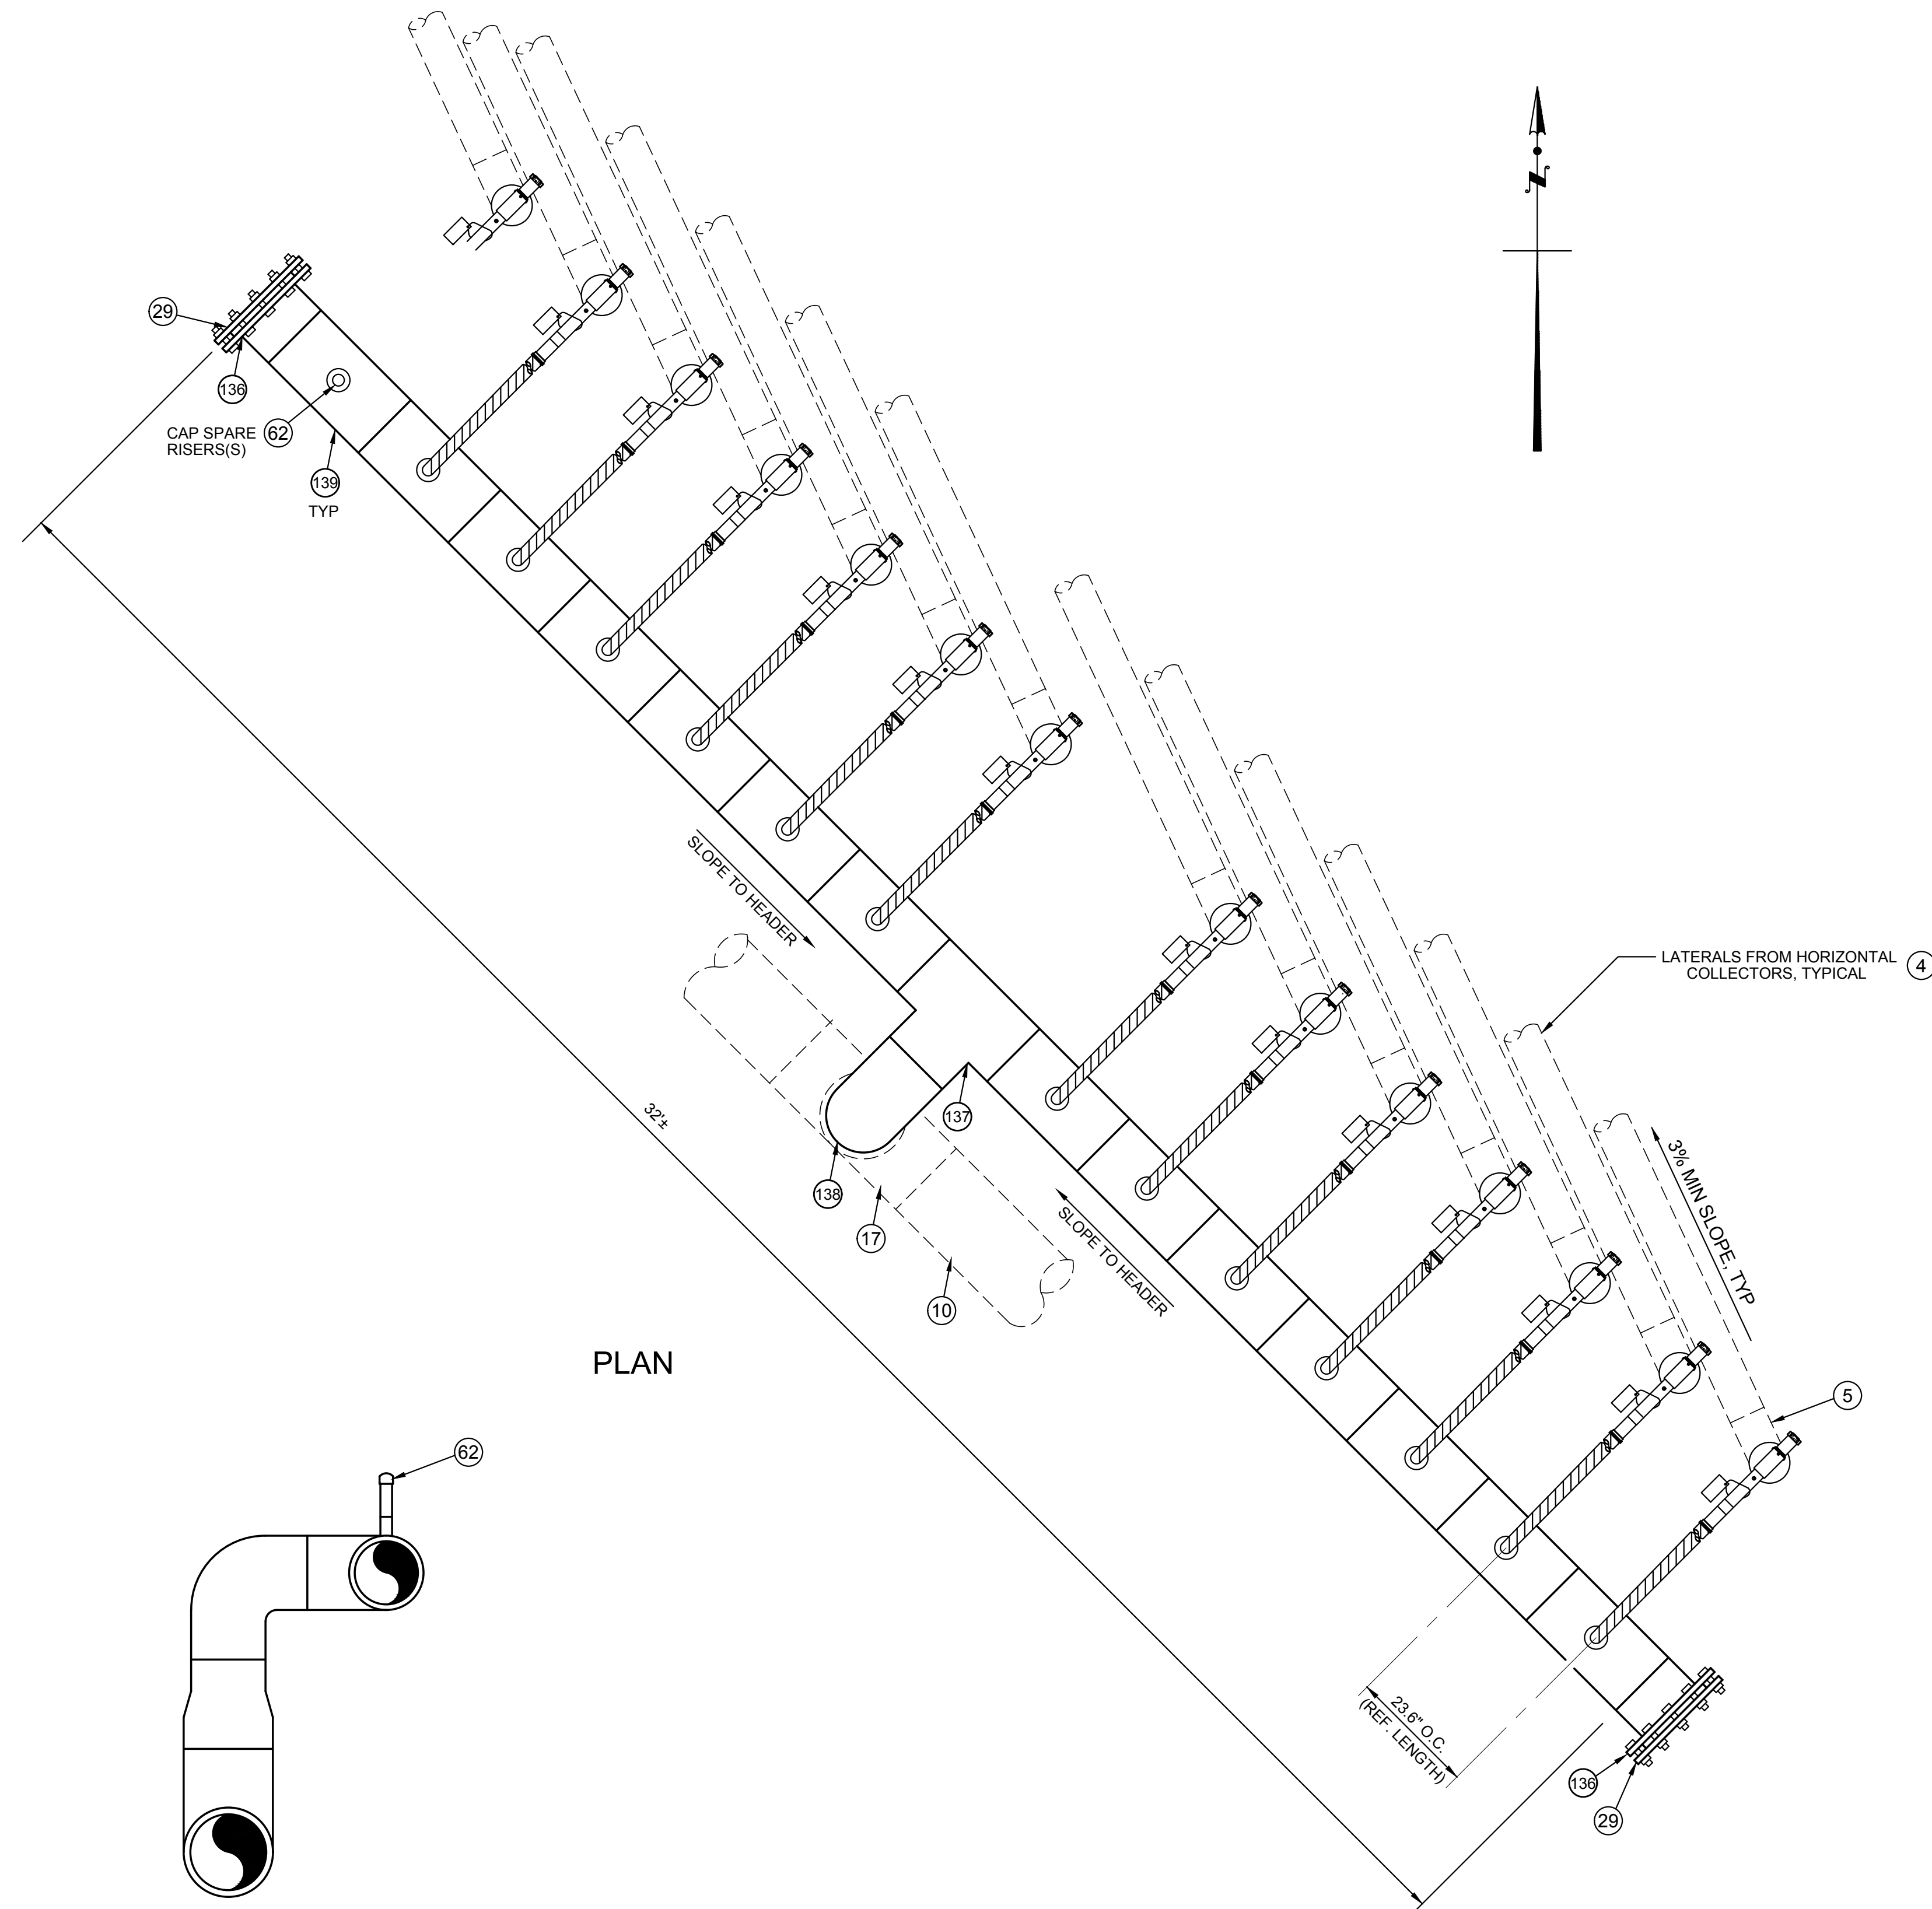 N
29
136
CAP SPARE 62
RISERS(S)
139
TYP
SLOPE TO HEADER
LATERALS FROM HORIZONTAL
COLLECTORS, TYPICAL 4
32'±
137
138
17
10
SLOPE TO HEADER
3% MIN SLOPE, TYP
PLAN
5
62
23.6" O.C.
(REF. LENGTH)
136
29